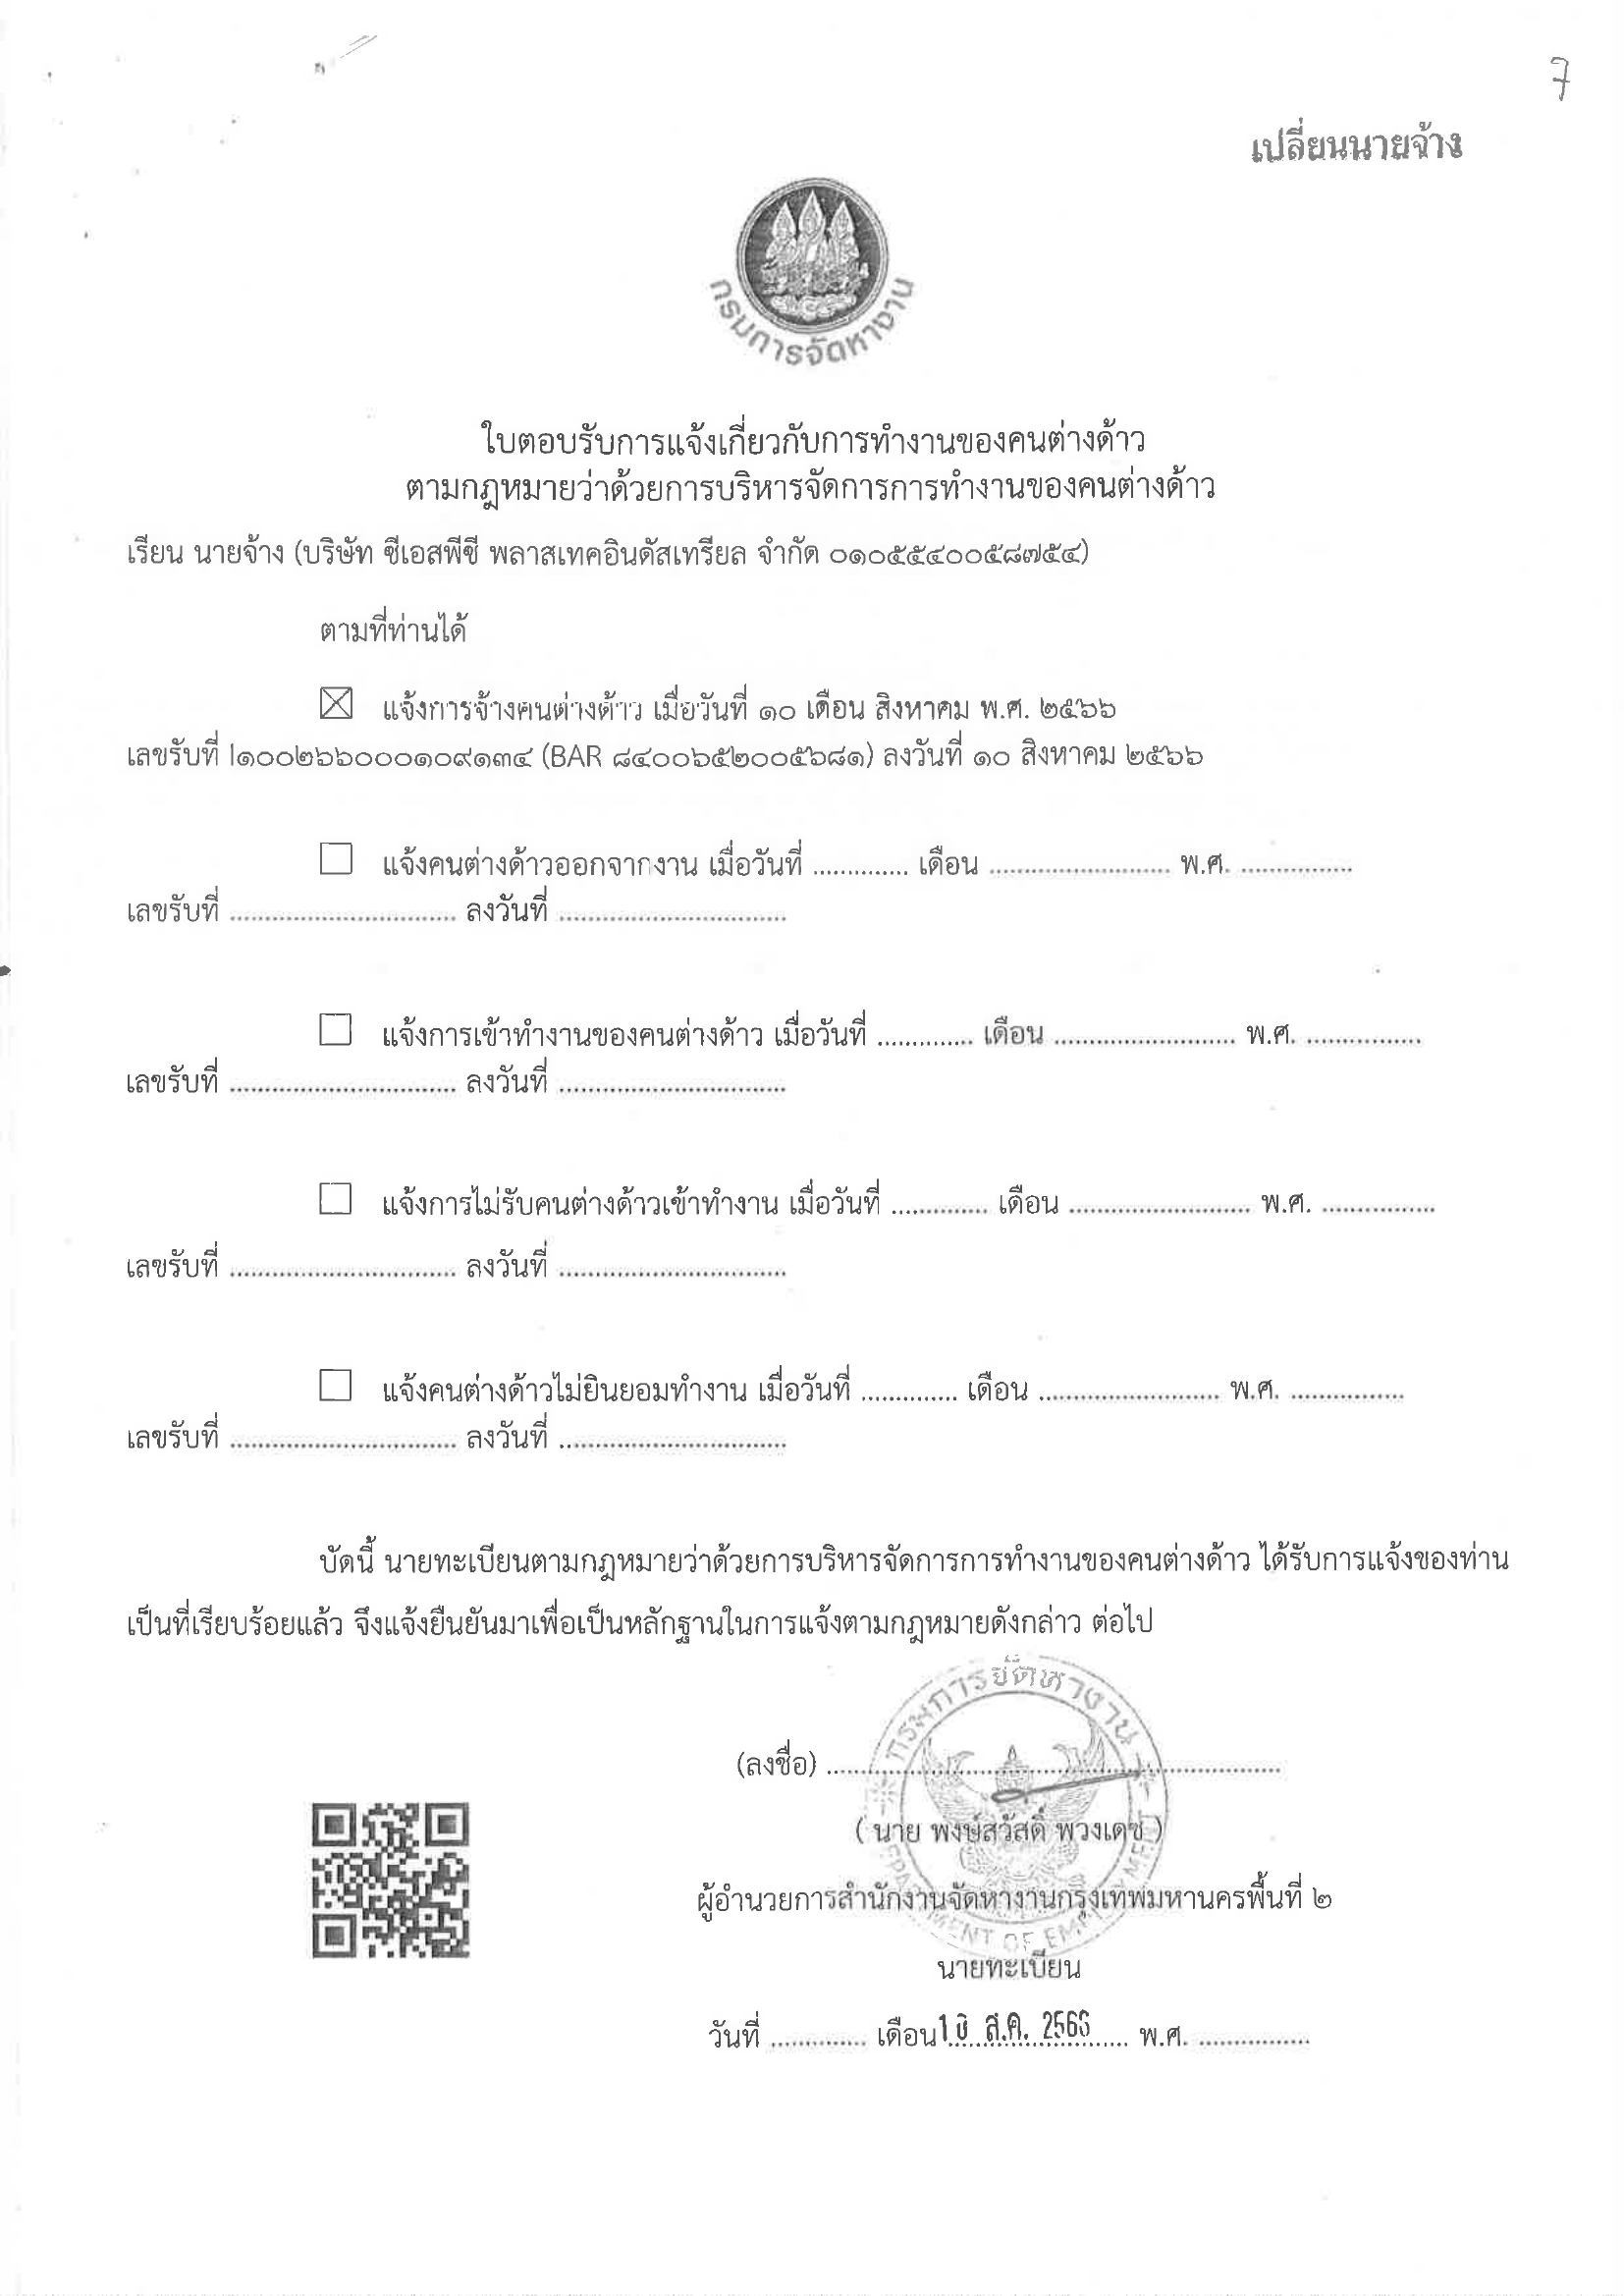 7
เปลี่ยนนายจ้าง
กรมการจัดหางาน
ใบตอบรับการแจ้งเกี่ยวกับการทำงานของคนต่างด้าว
ตามกฎหมายว่าด้วยการบริหารจัดการการทำงานของคนต่างด้าว
เรียน นายจ้าง (บริษัท ซีเอสพีซี พลาสเทคอินดัสเทรียล จำกัด ๐๑๐๕๕๔๐๐๕๘๗๕๔)
ตามที่ท่านได้
☒ แจ้งการจ้างคนต่างด้าว เมื่อวันที่ ๑๐ เดือน สิงหาคม พ.ศ. ๒๕๖๖
เลขรับที่ l๑๐๐๒๖๖๐๐๐๑๐๙๑๓๔ (BAR ๘๔๐๐๖๕๒๐๐๕๖๘๑) ลงวันที่ ๑๐ สิงหาคม ๒๕๖๖
☐ แจ้งคนต่างด้าวออกจากงาน เมื่อวันที่ .............. เดือน .......................... พ.ศ. ................
เลขรับที่ ................................ ลงวันที่ ................................
☐ แจ้งการเข้าทำงานของคนต่างด้าว เมื่อวันที่ .............. เดือน .......................... พ.ศ. ................
เลขรับที่ ................................ ลงวันที่ ................................
☐ แจ้งการไม่รับคนต่างด้าวเข้าทำงาน เมื่อวันที่ .............. เดือน .......................... พ.ศ. ................
เลขรับที่ ................................ ลงวันที่ ................................
☐ แจ้งคนต่างด้าวไม่ยินยอมทำงาน เมื่อวันที่ .............. เดือน .......................... พ.ศ. ................
เลขรับที่ ................................ ลงวันที่ ................................
บัดนี้ นายทะเบียนตามกฎหมายว่าด้วยการบริหารจัดการการทำงานของคนต่างด้าว ได้รับการแจ้งของท่าน
เป็นที่เรียบร้อยแล้ว จึงแจ้งยืนยันมาเพื่อเป็นหลักฐานในการแจ้งตามกฎหมายดังกล่าว ต่อไป
กรมการจัดหางาน
(ลงชื่อ) ................................................................
( นาย พงษ์สวัสดิ์ พวงเดช )
ผู้อำนวยการสำนักงานจัดหางานกรุงเทพมหานครพื้นที่ ๒
DEPARTMENT OF EMPLOYMENT
นายทะเบียน
วันที่ .............. เดือน 10 ส.ค. 2566 พ.ศ. ................